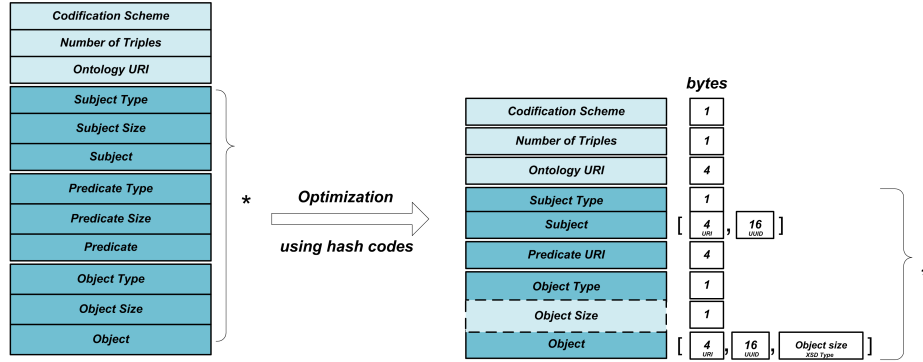 Codification Scheme
Number of Triples
Ontology URI
Subject Type
Subject Size
Subject
Predicate Type
Predicate Size
Predicate
Object Type
Object Size
Object
*
Optimization
using hash codes
bytes
Codification Scheme 1
Number of Triples 1
Ontology URI 4
Subject Type 1
Subject [ 4 URI , 16 UUID ]
Predicate URI 4
Object Type 1
Object Size 1
Object [ 4 URI , 16 UUID , Object size XSD Type ]